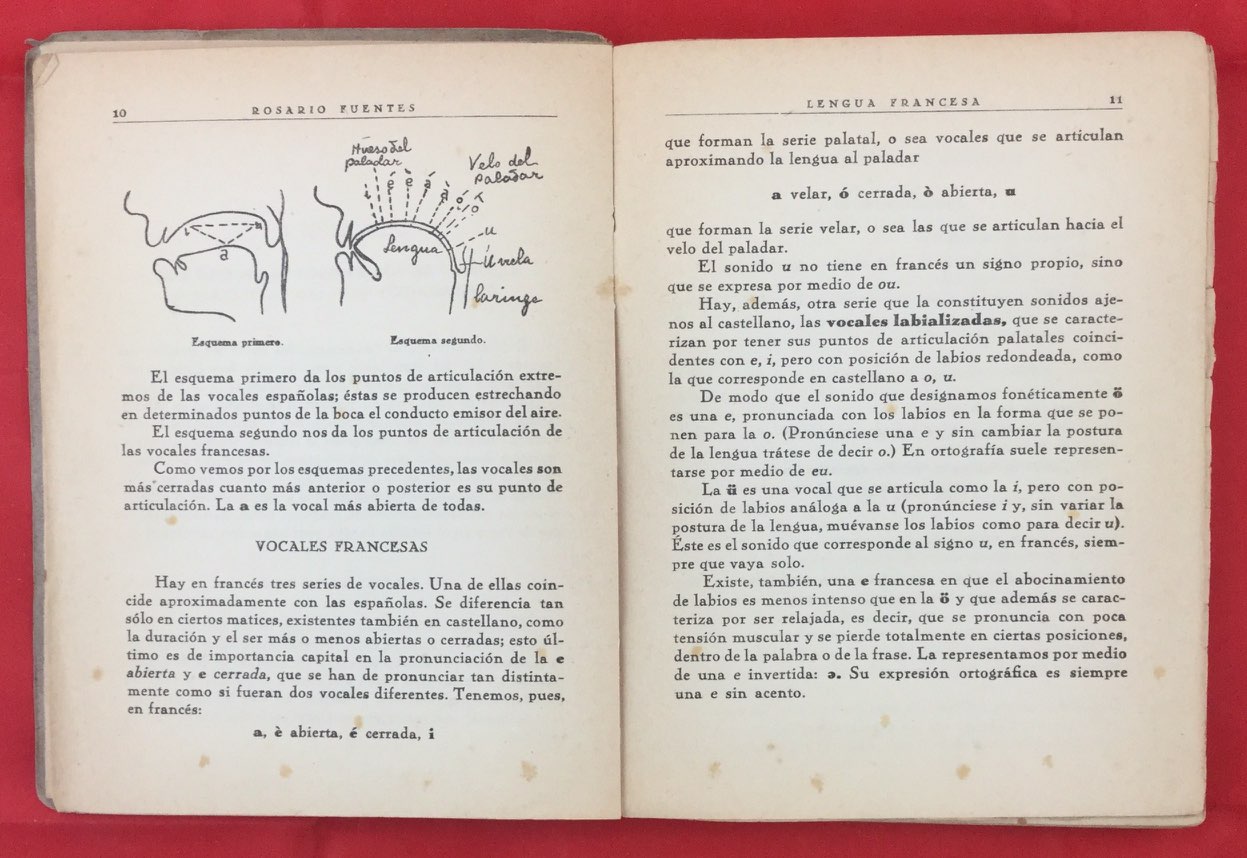 10
ROSARIO FUENTES
Hueso del
paladar
Velo del
paladar
i é è á à ó ò
u
i u
a
Lengua
Úvula
laringe
Esquema primero.
Esquema segundo.
El esquema primero da los puntos de articulación extre-
mos de las vocales españolas; éstas se producen estrechando
en determinados puntos de la boca el conducto emisor del aire.
El esquema segundo nos da los puntos de articulación de
las vocales francesas.
Como vemos por los esquemas precedentes, las vocales son
más cerradas cuanto más anterior o posterior es su punto de
articulación. La a es la vocal más abierta de todas.
VOCALES FRANCESAS
Hay en francés tres series de vocales. Una de ellas coin-
cide aproximadamente con las españolas. Se diferencia tan
sólo en ciertos matices, existentes también en castellano, como
la duración y el ser más o menos abiertas o cerradas; esto úl-
timo es de importancia capital en la pronunciación de la e
abierta y e cerrada, que se han de pronunciar tan distinta-
mente como si fueran dos vocales diferentes. Tenemos, pues,
en francés:
a, è abierta, é cerrada, i
LENGUA FRANCESA
11
que forman la serie palatal, o sea vocales que se articulan
aproximando la lengua al paladar
a velar, ó cerrada, ò abierta, u
que forman la serie velar, o sea las que se articulan hacia el
velo del paladar.
El sonido u no tiene en francés un signo propio, sino
que se expresa por medio de ou.
Hay, además, otra serie que la constituyen sonidos aje-
nos al castellano, las vocales labializadas, que se caracte-
rizan por tener sus puntos de articulación palatales coinci-
dentes con e, i, pero con posición de labios redondeada, como
la que corresponde en castellano a o, u.
De modo que el sonido que designamos fonéticamente ö
es una e, pronunciada con los labios en la forma que se po-
nen para la o. (Pronúnciese una e y sin cambiar la postura
de la lengua trátese de decir o.) En ortografía suele represen-
tarse por medio de eu.
La ü es una vocal que se articula como la i, pero con po-
sición de labios análoga a la u (pronúnciese i y, sin variar la
postura de la lengua, muévanse los labios como para decir u).
Éste es el sonido que corresponde al signo u, en francés, siem-
pre que vaya solo.
Existe, también, una e francesa en que el abocinamiento
de labios es menos intenso que en la ö y que además se carac-
teriza por ser relajada, es decir, que se pronuncia con poca
tensión muscular y se pierde totalmente en ciertas posiciones,
dentro de la palabra o de la frase. La representamos por medio
de una e invertida: ə. Su expresión ortográfica es siempre
una e sin acento.